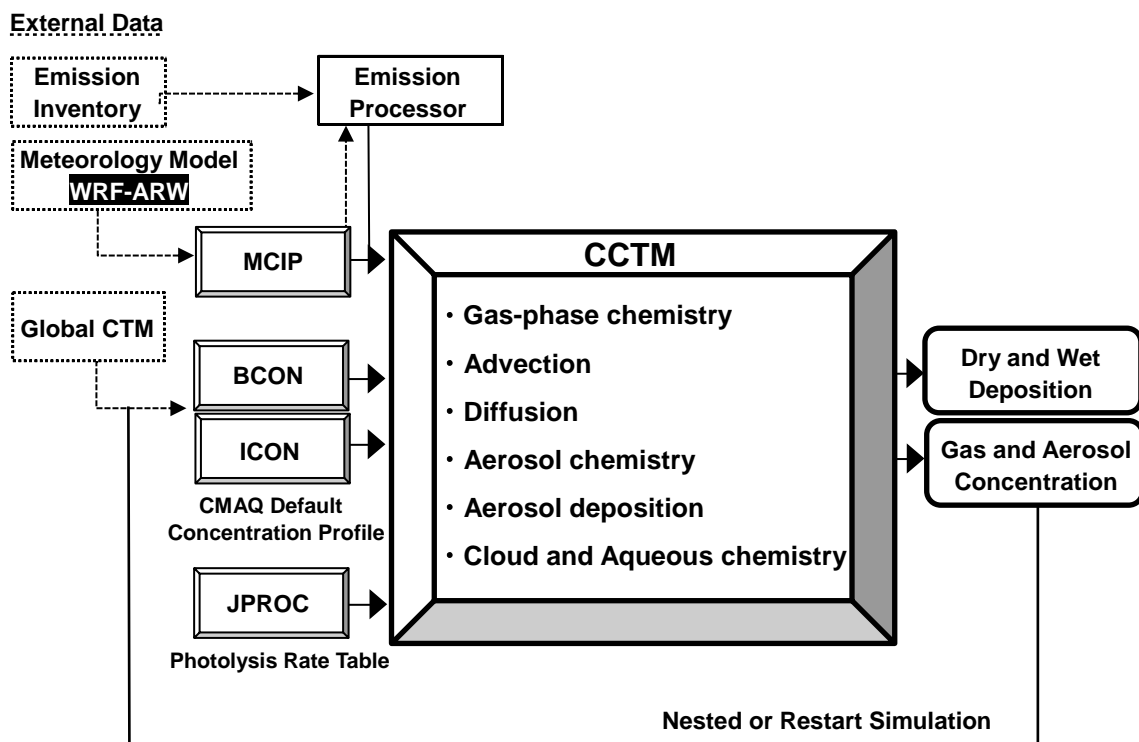 External Data
Emission
Inventory
Emission
Processor
Meteorology Model
WRF-ARW
MCIP
Global CTM
BCON
ICON
CMAQ Default
Concentration Profile
JPROC
Photolysis Rate Table
CCTM
・Gas-phase chemistry
・Advection
・Diffusion
・Aerosol chemistry
・Aerosol deposition
・Cloud and Aqueous chemistry
Dry and Wet
Deposition
Gas and Aerosol
Concentration
Nested or Restart Simulation